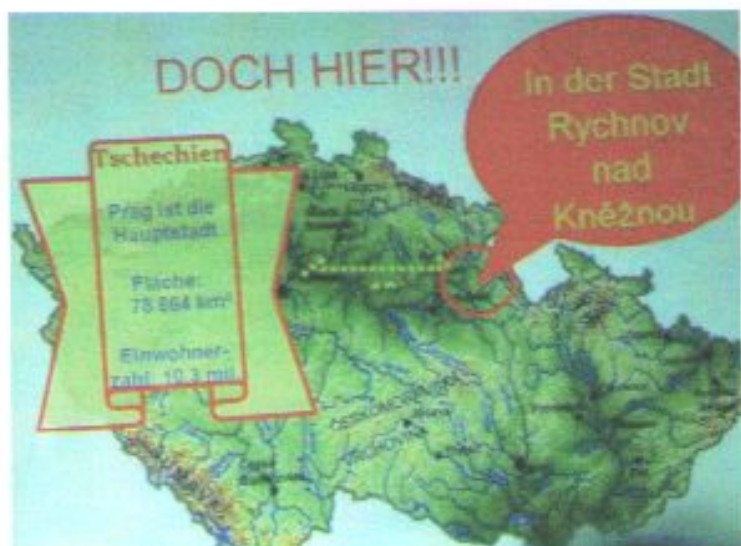 DOCH HIER!!!
In der Stadt
Rychnov
nad
Kněžnou
Tschechien
Prag ist die
Hauptstadt
Fläche:
78 864 km²
Einwohner-
zahl: 10,3 mil